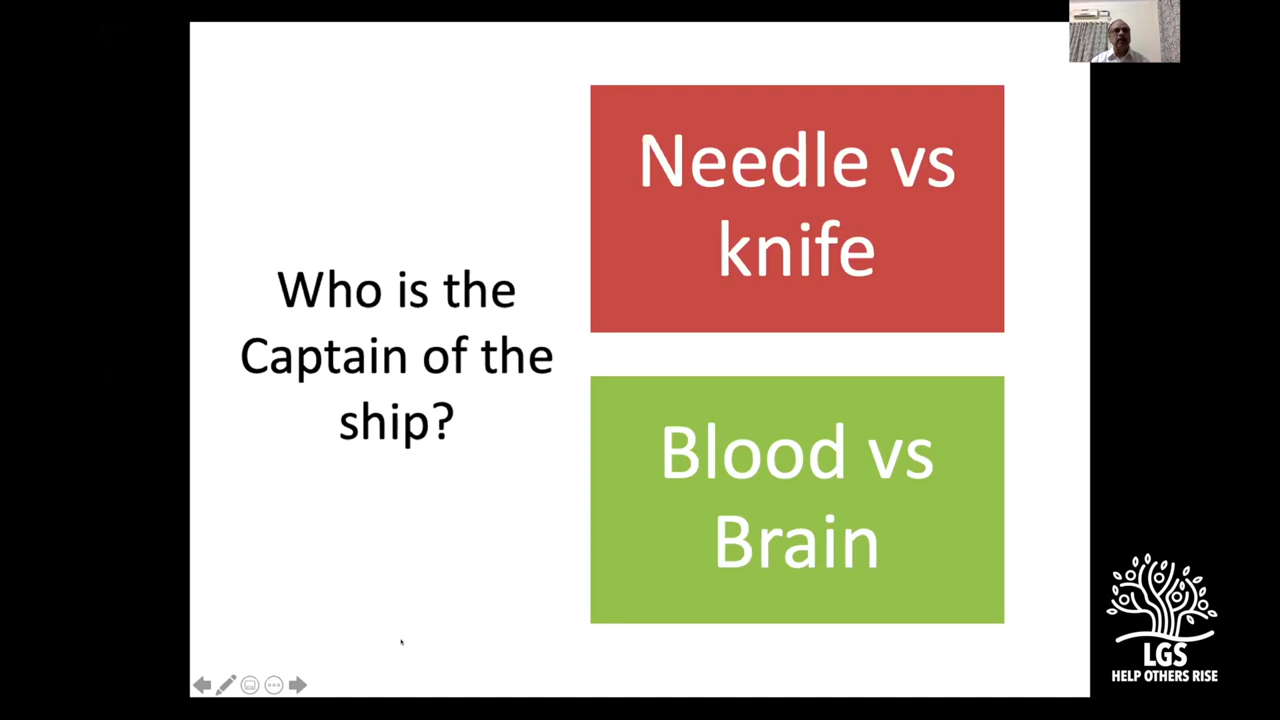 Who is the
Captain of the
ship?
Needle vs
knife
Blood vs
Brain
LGS
HELP OTHERS RISE